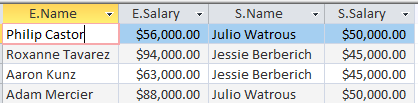 E.Name E.Salary S.Name S.Salary
Philip Castor $56,000.00 Julio Watrous $50,000.00
Roxanne Tavarez $94,000.00 Jessie Berberich $45,000.00
Aaron Kunz $63,000.00 Jessie Berberich $45,000.00
Adam Mercier $88,000.00 Julio Watrous $50,000.00